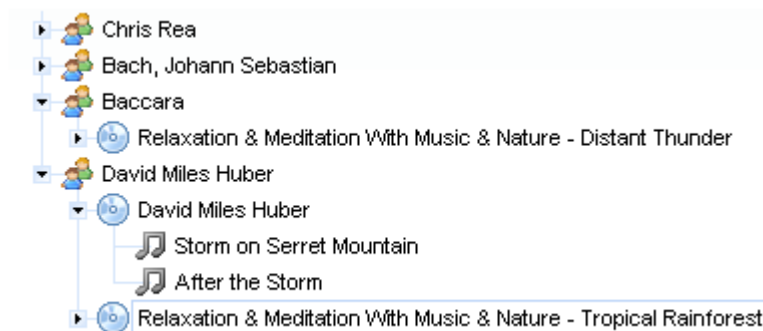 Chris Rea
Bach, Johann Sebastian
Baccara
Relaxation & Meditation With Music & Nature - Distant Thunder
David Miles Huber
David Miles Huber
Storm on Serret Mountain
After the Storm
Relaxation & Meditation With Music & Nature - Tropical Rainforest